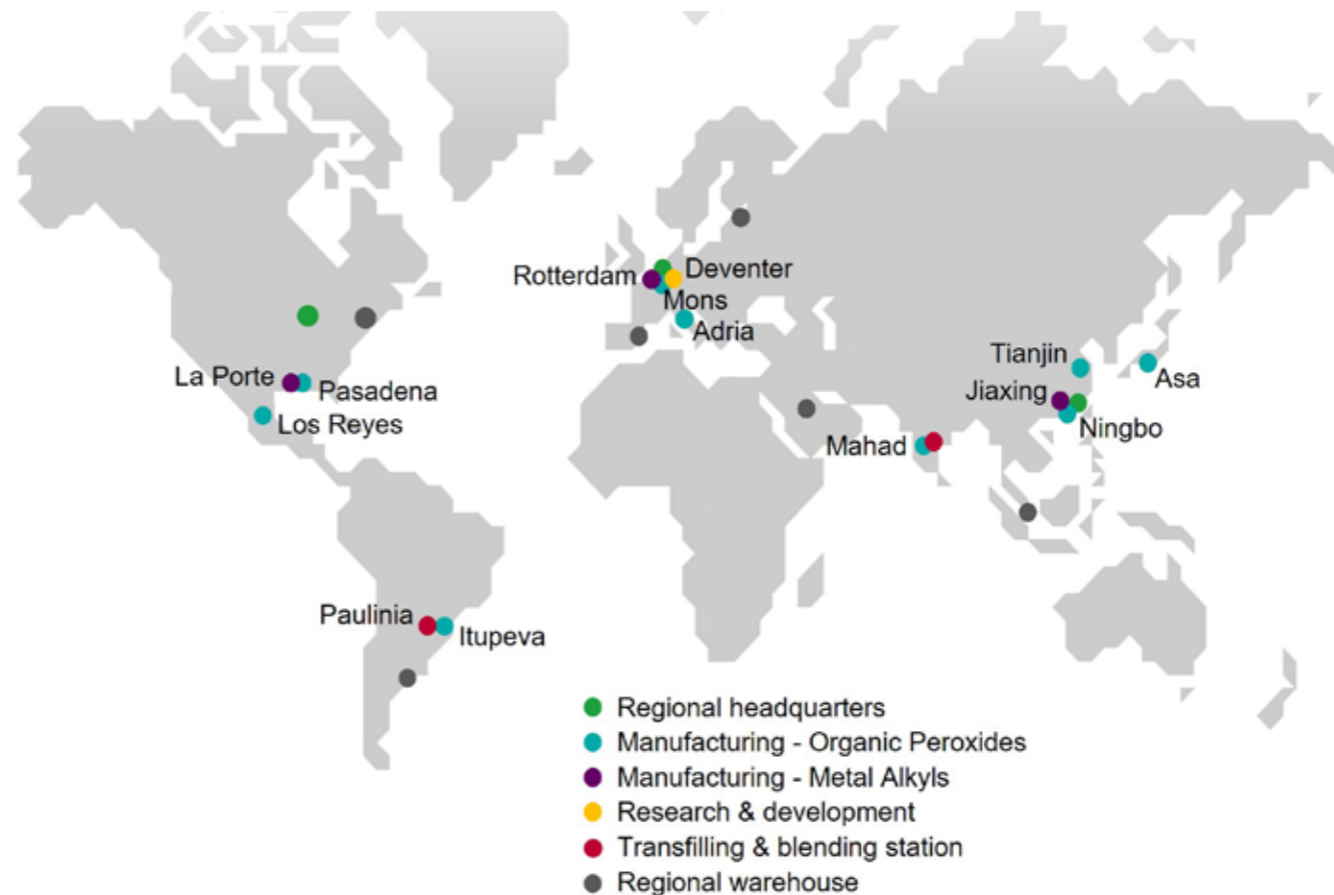 Rotterdam
Deventer
Mons
Adria
La Porte
Pasadena
Los Reyes
Tianjin
Asa
Jiaxing
Ningbo
Mahad
Paulinia
Itupeva
Regional headquarters
Manufacturing - Organic Peroxides
Manufacturing - Metal Alkyls
Research & development
Transfilling & blending station
Regional warehouse